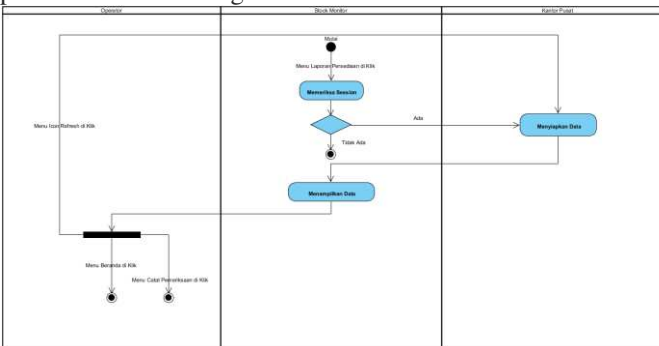 Operator
Block Monitor
Kantor Pusat
Mulai
Menu Laporan Persediaan di Klik
Memeriksa Session
Ada
Menyiapkan Data
Menu Icon Refresh di Klik
Tidak Ada
Menampilkan Data
Menu Beranda di Klik
Menu Catat Pemeriksaan di Klik